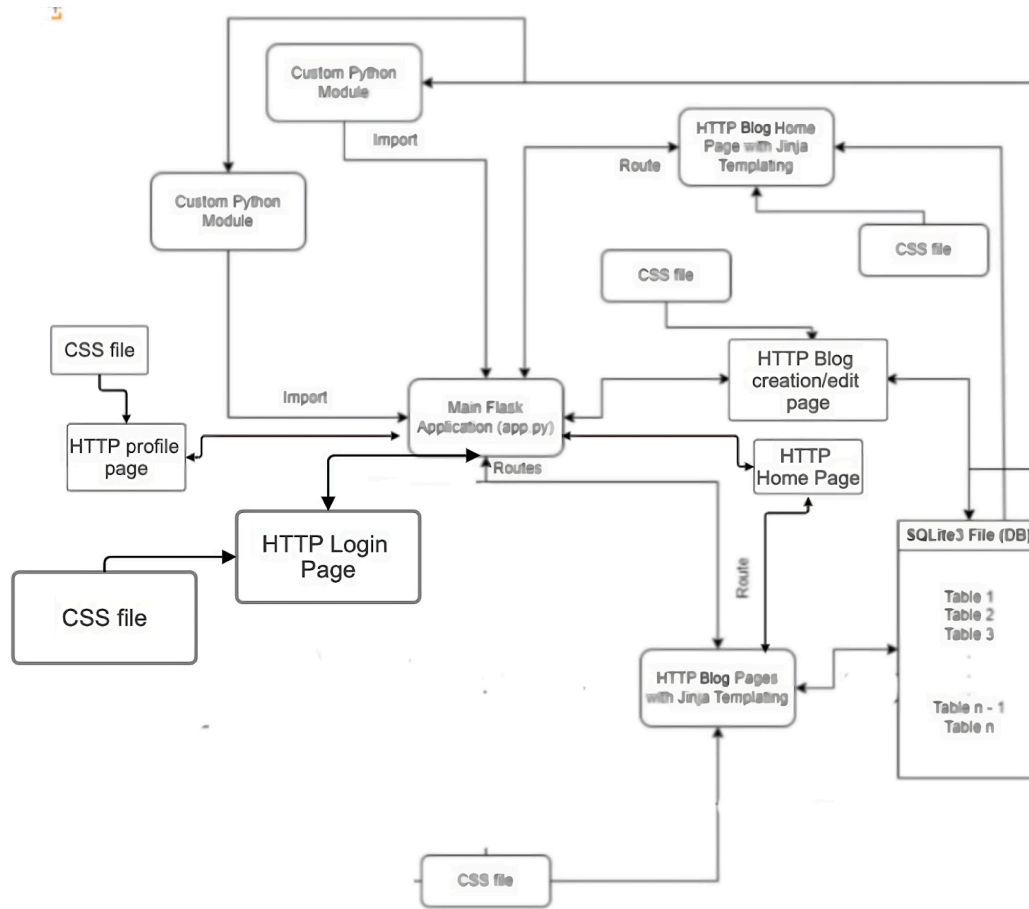 Custom Python
Module
Import
HTTP Blog Home
Page with Jinja
Templating
Route
Custom Python
Module
CSS file
CSS file
CSS file
HTTP Blog
creation/edit
page
Import
Main Flask
Application (app.py)
HTTP profile
page
HTTP
Home Page
Routes
HTTP Login
Page
CSS file
SQLite3 File (DB)
Table 1
Table 2
Table 3
.
.
.
Table n - 1
Table n
Route
HTTP Blog Pages
with Jinja Templating
CSS file